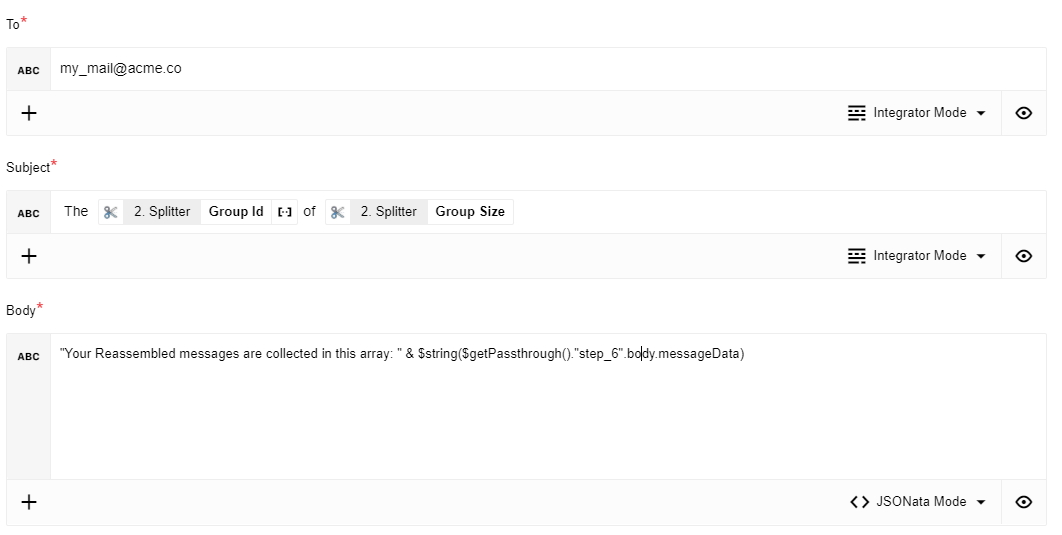 To*
ABC my_mail@acme.co
Integrator Mode
Subject*
ABC The 2. Splitter Group Id [··] of 2. Splitter Group Size
Integrator Mode
Body*
ABC "Your Reassembled messages are collected in this array: " & $string($getPassthrough()."step_6".body.messageData)
JSONata Mode